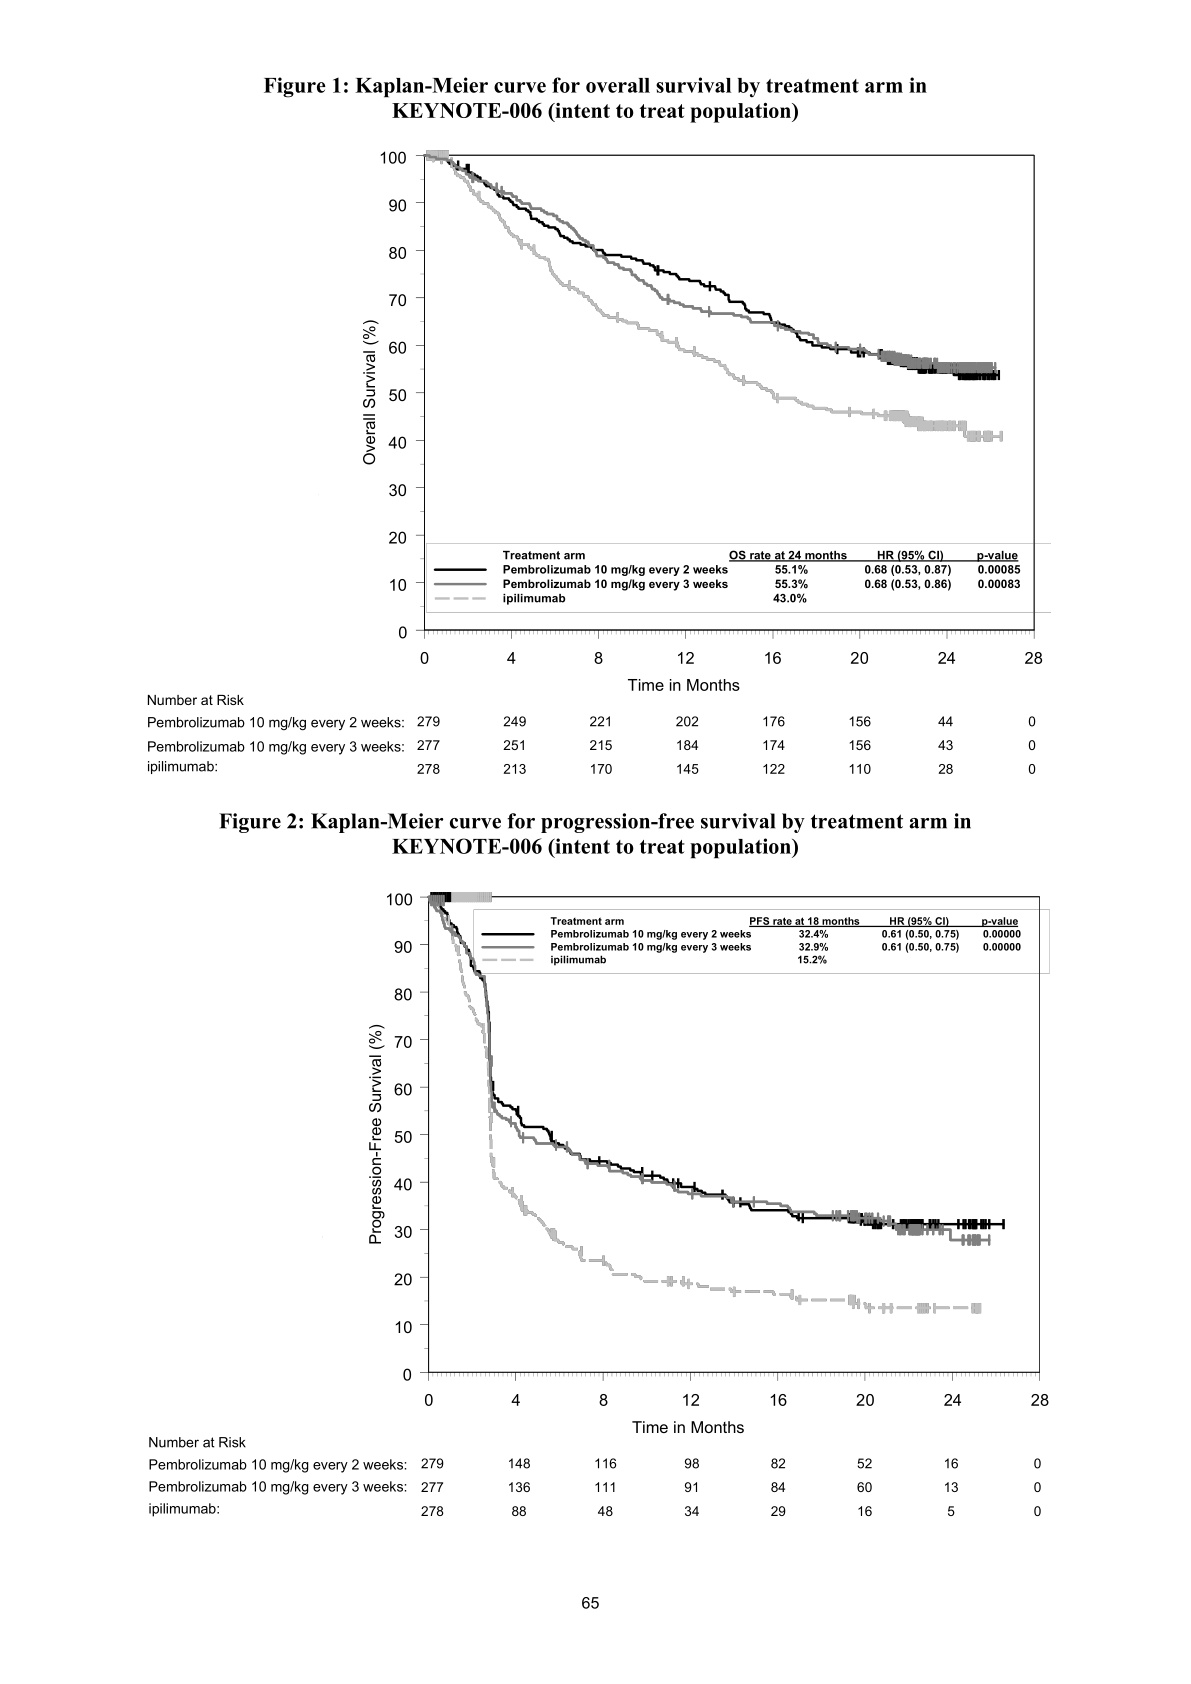 Figure 1: Kaplan-Meier curve for overall survival by treatment arm in
KEYNOTE-006 (intent to treat population)
100
90
80
70
60
50
40
30
20
10
0
Overall Survival (%)
Treatment arm OS rate at 24 months HR (95% CI) p-value
Pembrolizumab 10 mg/kg every 2 weeks 55.1% 0.68 (0.53, 0.87) 0.00085
Pembrolizumab 10 mg/kg every 3 weeks 55.3% 0.68 (0.53, 0.86) 0.00083
ipilimumab 43.0%
0 4 8 12 16 20 24 28
Time in Months
Number at Risk
Pembrolizumab 10 mg/kg every 2 weeks: 279 249 221 202 176 156 44 0
Pembrolizumab 10 mg/kg every 3 weeks: 277 251 215 184 174 156 43 0
ipilimumab: 278 213 170 145 122 110 28 0
Figure 2: Kaplan-Meier curve for progression-free survival by treatment arm in
KEYNOTE-006 (intent to treat population)
100
90
80
70
60
50
40
30
20
10
0
Progression-Free Survival (%)
Treatment arm PFS rate at 18 months HR (95% CI) p-value
Pembrolizumab 10 mg/kg every 2 weeks 32.4% 0.61 (0.50, 0.75) 0.00000
Pembrolizumab 10 mg/kg every 3 weeks 32.9% 0.61 (0.50, 0.75) 0.00000
ipilimumab 15.2%
0 4 8 12 16 20 24 28
Time in Months
Number at Risk
Pembrolizumab 10 mg/kg every 2 weeks: 279 148 116 98 82 52 16 0
Pembrolizumab 10 mg/kg every 3 weeks: 277 136 111 91 84 60 13 0
ipilimumab: 278 88 48 34 29 16 5 0
65